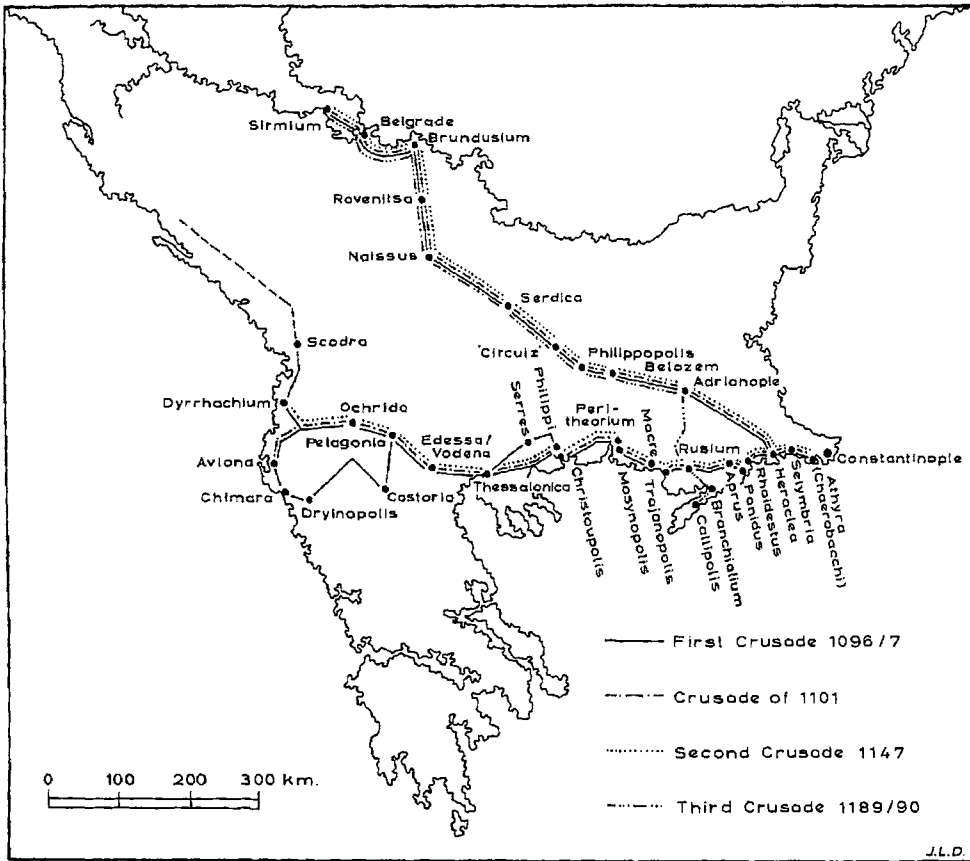 Sirmium
Belgrade
Brundusium
Rovenitsa
Naissus
Serdica
'Circuiz'
Philippopolis
Belozem
Adrianople
Scodra
Dyrrhachium
Ochrida
Pelagonia
Edessa/
Vodena
Avlona
Chimara
Dryinopolis
Castoria
Thessalonica
Serres
Philippi
Christoupolis
Peri-
theorium
Mosynopolis
Macre
Trajanopolis
Rusium
Branchialium
Callipolis
Aprus
Panidus
Rhaidestus
Heraclea
Selymbria
(Chaerobacchi)
Athyra
Constantinople
First Crusade 1096/7
Crusade of 1101
Second Crusade 1147
Third Crusade 1189/90
0 100 200 300 km.
J.L.D.